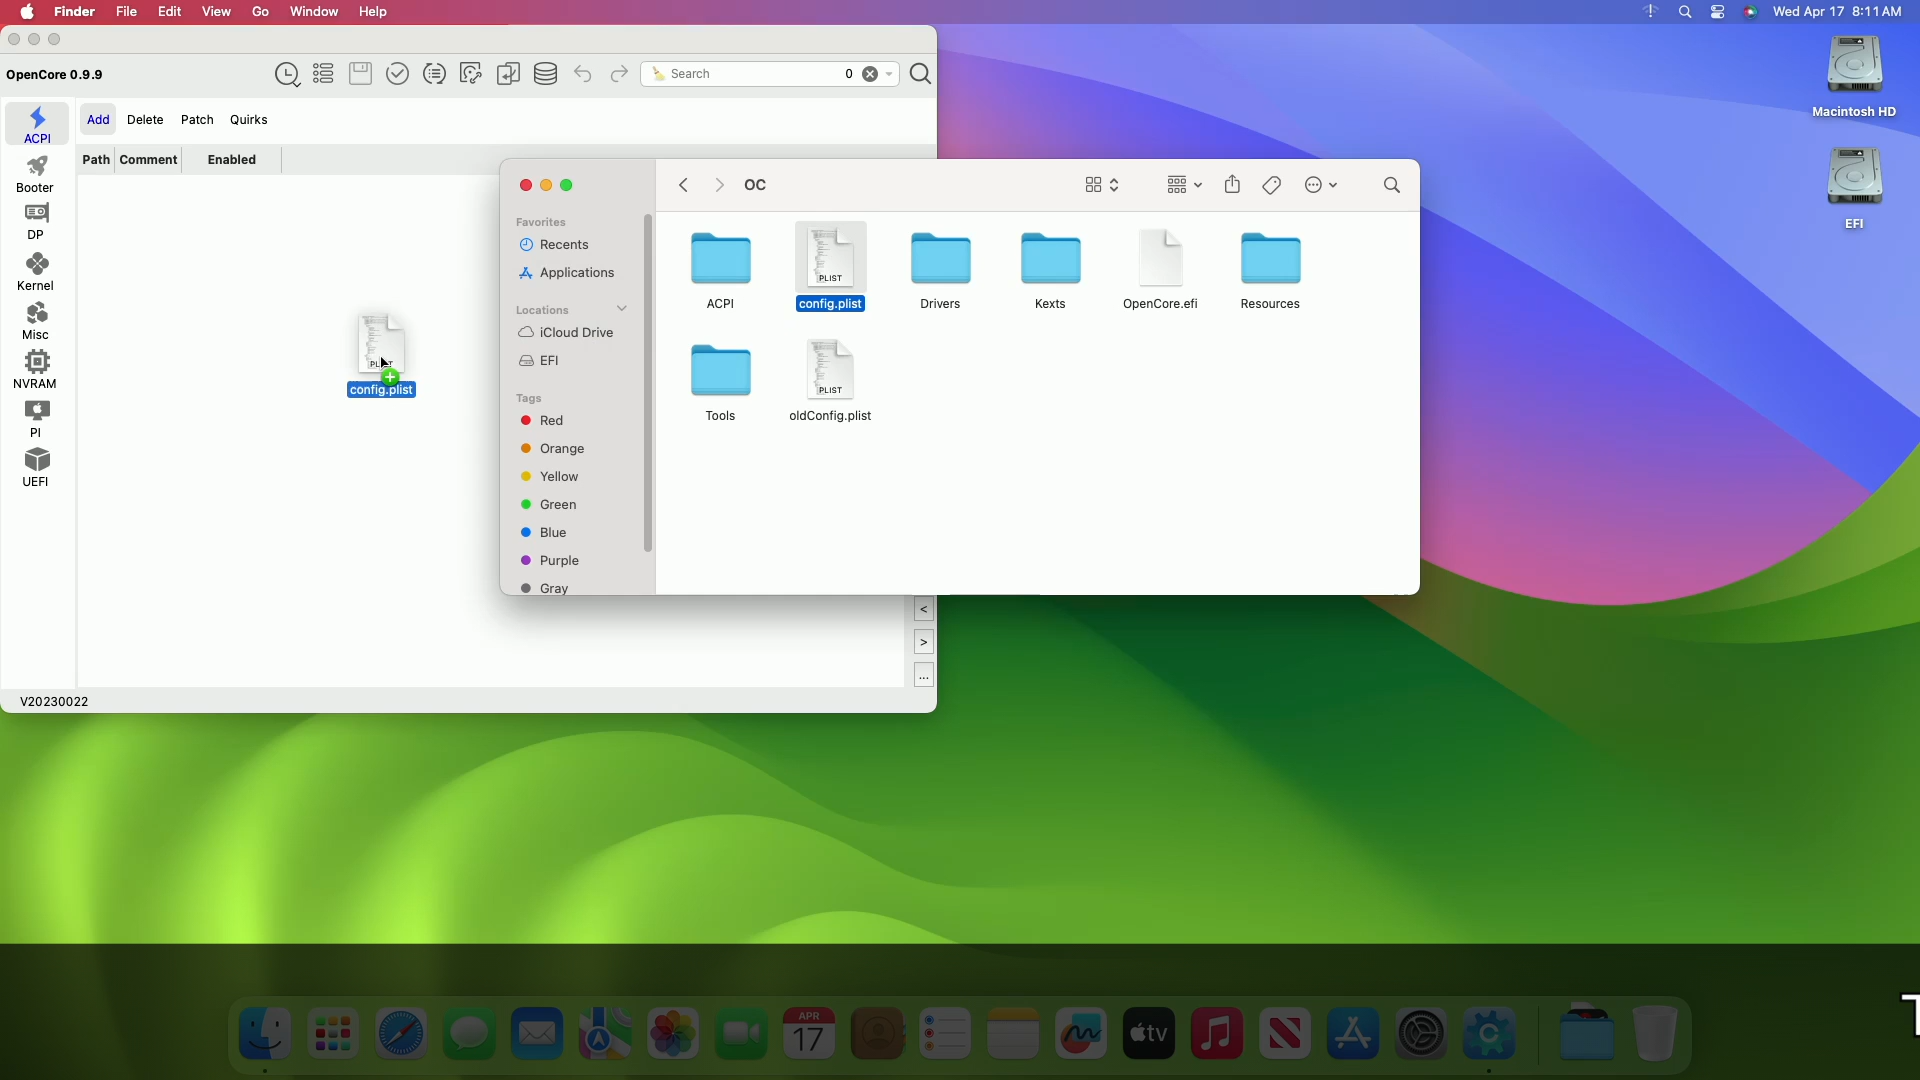 Finder File Edit View Go Window Help
Wed Apr 17 8:11 AM
OpenCore 0.9.9
Search 0
ACPI
Booter
DP
Kernel
Misc
NVRAM
PI
UEFI
Add Delete Patch Quirks
Path Comment Enabled
config.plist
< 
>
...
V20230022
OC
Favorites
Recents
Applications
Locations
iCloud Drive
EFI
Tags
Red
Orange
Yellow
Green
Blue
Purple
Gray
ACPI
PLIST
config.plist
Drivers
Kexts
OpenCore.efi
Resources
Tools
PLIST
oldConfig.plist
Macintosh HD
EFI
APR
17
tv
T